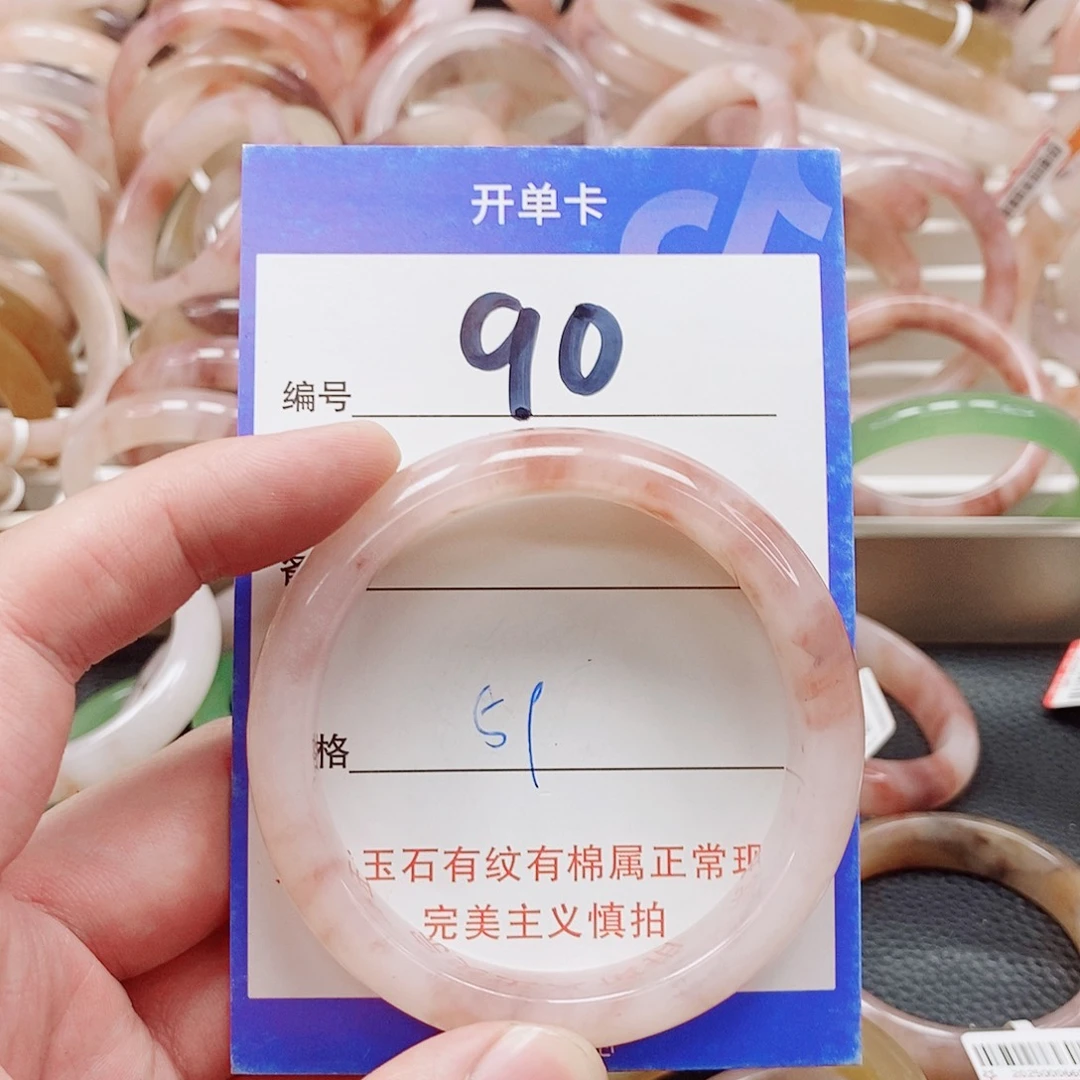 开单卡
90
编号
51
格
玉石有纹有棉属正常现
完美主义慎拍